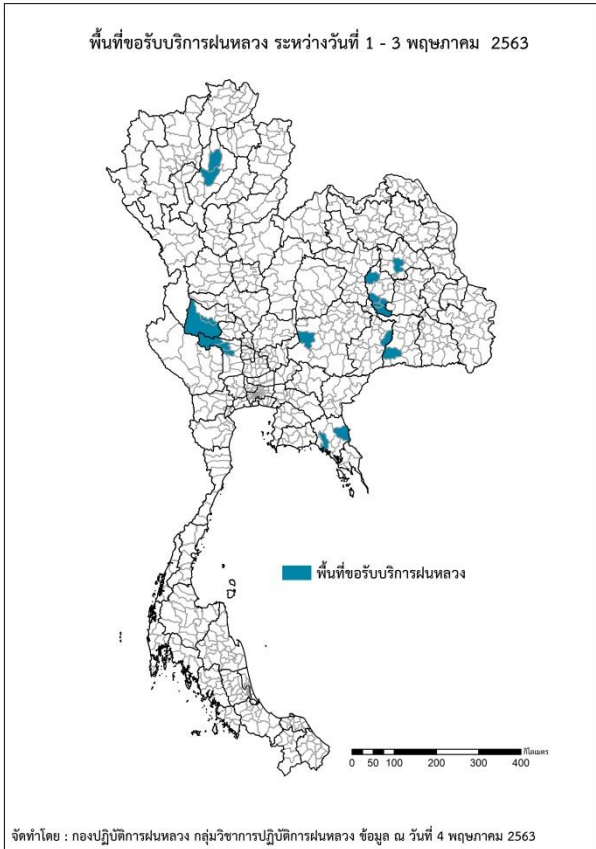 พื้นที่ขอรับบริการฝนหลวง ระหว่างวันที่ 1 - 3 พฤษภาคม 2563
พื้นที่ขอรับบริการฝนหลวง
กิโลเมตร
0 50 100 200 300 400
จัดทำโดย : กองปฏิบัติการฝนหลวง กลุ่มวิชาการปฏิบัติการฝนหลวง ข้อมูล ณ วันที่ 4 พฤษภาคม 2563